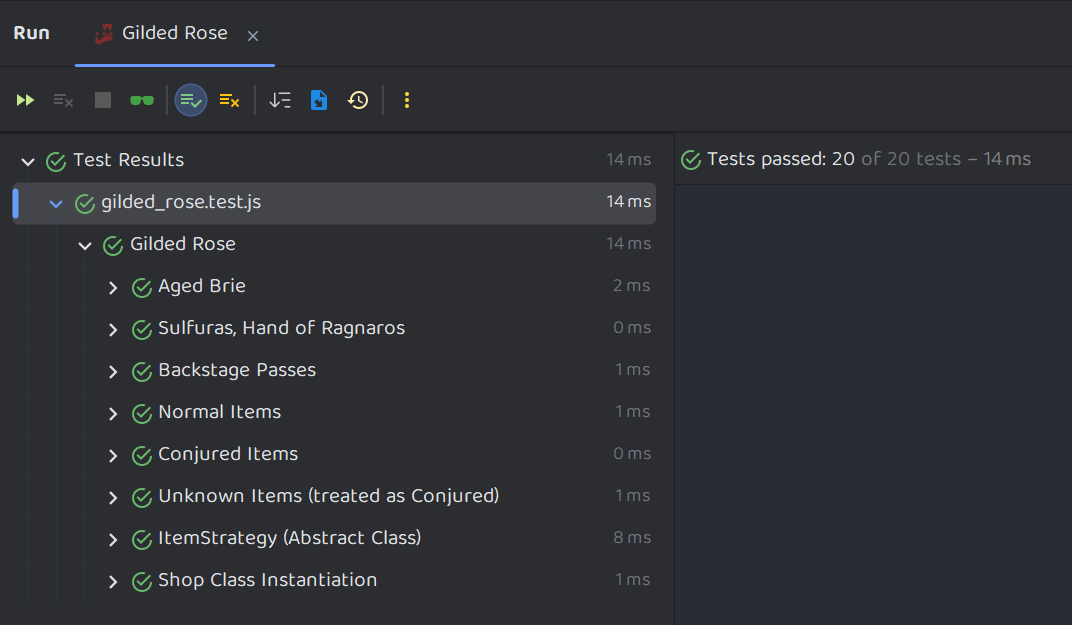 Run Gilded Rose
Test Results 14 ms
gilded_rose.test.js 14 ms
Gilded Rose 14 ms
Aged Brie 2 ms
Sulfuras, Hand of Ragnaros 0 ms
Backstage Passes 1 ms
Normal Items 1 ms
Conjured Items 0 ms
Unknown Items (treated as Conjured) 1 ms
ItemStrategy (Abstract Class) 8 ms
Shop Class Instantiation 1 ms
Tests passed: 20 of 20 tests – 14 ms